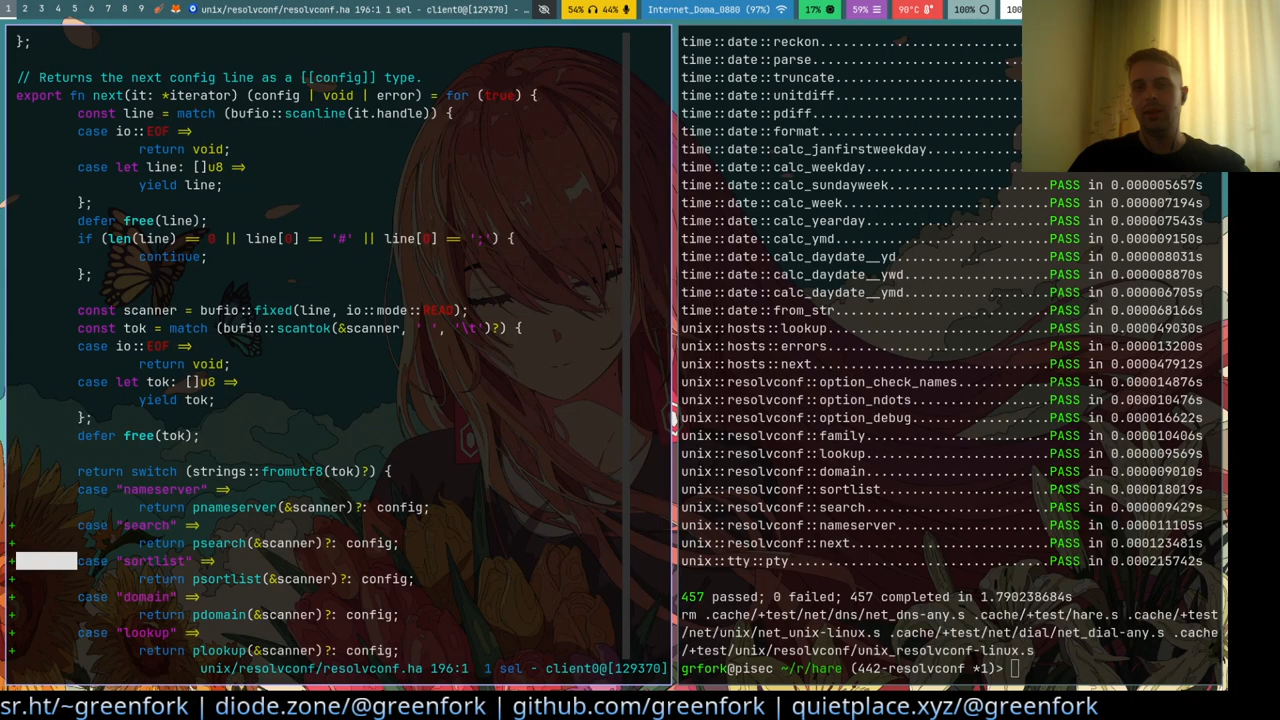 1 2 3 4 5 6 7 8 9 unix/resolvconf/resolvconf.ha 196:1 1 sel - client0@[129370] - … 54% 44% Internet_Doma_0880 (97%) 17% 59% 90°C 100% 100
};
// Returns the next config line as a [[config]] type.
export fn next(it: *iterator) (config | void | error) = for (true) {
const line = match (bufio::scanline(it.handle)) {
case io::EOF =>
return void;
case let line: []u8 =>
yield line;
};
defer free(line);
if (len(line) == 0 || line[0] == '#' || line[0] == ';') {
continue;
};
const scanner = bufio::fixed(line, io::mode::READ);
const tok = match (bufio::scantok(&scanner, ' ', '\t')?) {
case io::EOF =>
return void;
case let tok: []u8 =>
yield tok;
};
defer free(tok);
return switch (strings::fromutf8(tok)?) {
case "nameserver" =>
return pnameserver(&scanner)?: config;
+ case "search" =>
+ return psearch(&scanner)?: config;
+ case "sortlist" =>
+ return psortlist(&scanner)?: config;
+ case "domain" =>
+ return pdomain(&scanner)?: config;
+ case "lookup" =>
+ return plookup(&scanner)?: config;
unix/resolvconf/resolvconf.ha 196:1 1 sel - client0@[129370]
time::date::reckon..........................
time::date::parse...........................
time::date::truncate........................
time::date::unitdiff........................
time::date::pdiff...........................
time::date::format..........................
time::date::calc_janfirstweekday............
time::date::calc_weekday....................
time::date::calc_sundayweek.....................PASS in 0.000005657s
time::date::calc_week...........................PASS in 0.000007194s
time::date::calc_yearday........................PASS in 0.000007543s
time::date::calc_ymd............................PASS in 0.000009150s
time::date::calc_daydate__yd....................PASS in 0.000008031s
time::date::calc_daydate__ywd...................PASS in 0.000008870s
time::date::calc_daydate__ymd...................PASS in 0.000006705s
time::date::from_str............................PASS in 0.000068166s
unix::hosts::lookup.............................PASS in 0.000049030s
unix::hosts::errors.............................PASS in 0.000013200s
unix::hosts::next...............................PASS in 0.000047912s
unix::resolvconf::option_check_names............PASS in 0.000014876s
unix::resolvconf::option_ndots..................PASS in 0.000010476s
unix::resolvconf::option_debug..................PASS in 0.000016622s
unix::resolvconf::family........................PASS in 0.000010406s
unix::resolvconf::lookup........................PASS in 0.000009569s
unix::resolvconf::domain........................PASS in 0.000009010s
unix::resolvconf::sortlist......................PASS in 0.000018019s
unix::resolvconf::search........................PASS in 0.000009429s
unix::resolvconf::nameserver....................PASS in 0.000011105s
unix::resolvconf::next..........................PASS in 0.000123481s
unix::tty::pty..................................PASS in 0.000215742s
457 passed; 0 failed; 457 completed in 1.790238684s
rm .cache/+test/net/dns/net_dns-any.s .cache/+test/hare.s .cache/+test
/net/unix/net_unix-linux.s .cache/+test/net/dial/net_dial-any.s .cache
/+test/unix/resolvconf/unix_resolvconf-linux.s
grfork@pisec ~/r/hare (442-resolvconf *1)>
sr.ht/~greenfork | diode.zone/@greenfork | github.com/greenfork | quietplace.xyz/@greenfork